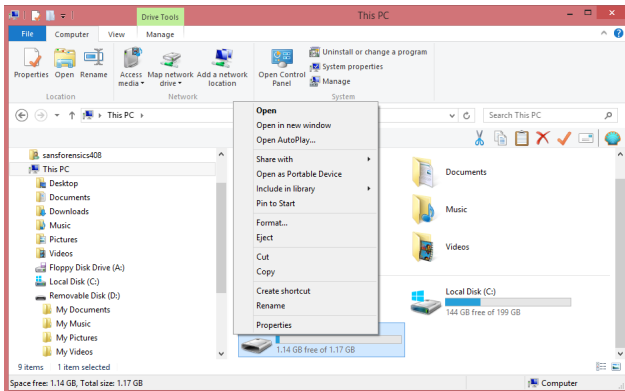 Drive Tools
This PC
File
Computer
View
Manage
Properties
Open
Rename
Access media
Map network drive
Add a network location
Open Control Panel
Uninstall or change a program
System properties
Manage
Location
Network
System
This PC
Search This PC
sansforensics408
This PC
Desktop
Documents
Downloads
Music
Pictures
Videos
Floppy Disk Drive (A:)
Local Disk (C:)
Removable Disk (D:)
My Documents
My Music
My Pictures
My Videos
Open
Open in new window
Open AutoPlay...
Share with
Open as Portable Device
Include in library
Pin to Start
Format...
Eject
Cut
Copy
Create shortcut
Rename
Properties
Documents
Music
Videos
Local Disk (C:)
144 GB free of 199 GB
1.14 GB free of 1.17 GB
9 items
1 item selected
Space free: 1.14 GB, Total size: 1.17 GB
Computer